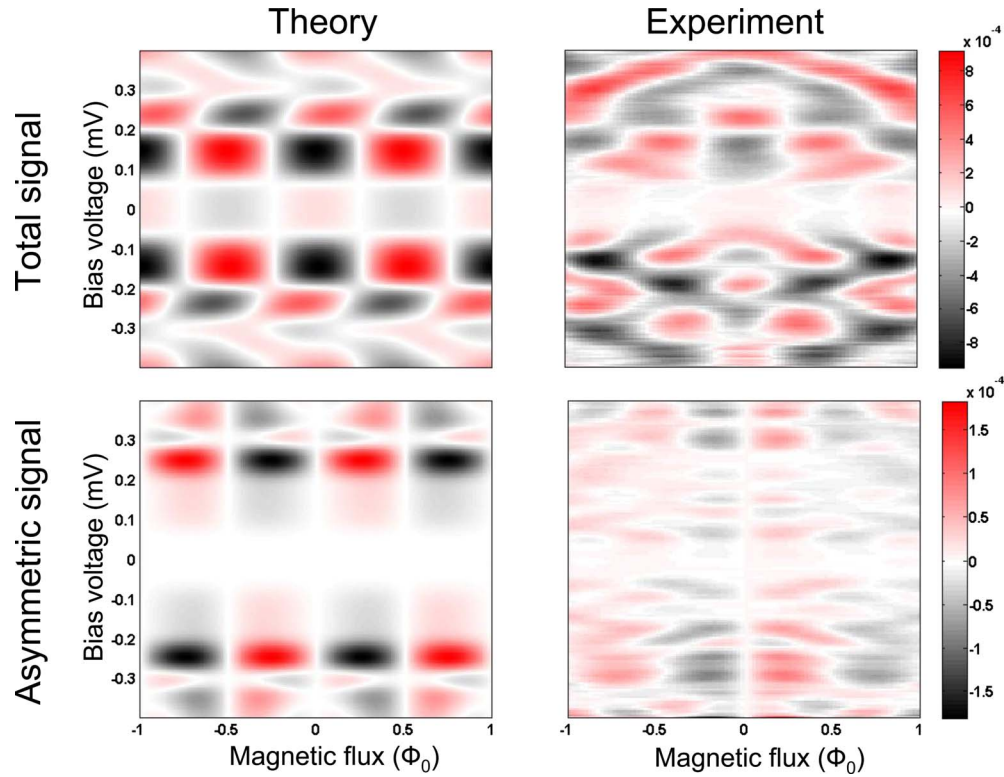 Theory
Experiment
Total signal
Bias voltage (mV)
0.3
0.2
0.1
0
-0.1
-0.2
-0.3
x 10⁻⁴
8
6
4
2
0
-2
-4
-6
-8
Asymetric signal
Bias voltage (mV)
0.3
0.2
0.1
0
-0.1
-0.2
-0.3
x 10⁻⁴
1.5
1
0.5
0
-0.5
-1
-1.5
-1 -0.5 0 0.5 1
Magnetic flux (Φ₀)
-1 -0.5 0 0.5 1
Magnetic flux (Φ₀)